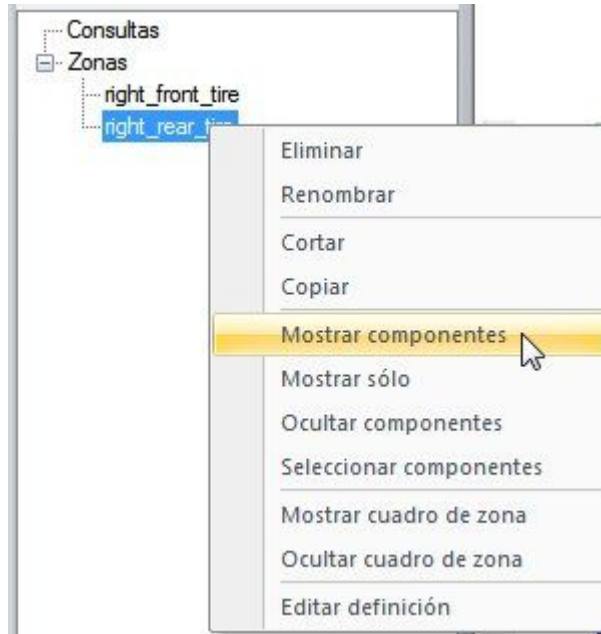 Consultas
Zonas
right_front_tire
right_rear_tire
Eliminar
Renombrar
Cortar
Copiar
Mostrar componentes
Mostrar sólo
Ocultar componentes
Seleccionar componentes
Mostrar cuadro de zona
Ocultar cuadro de zona
Editar definición